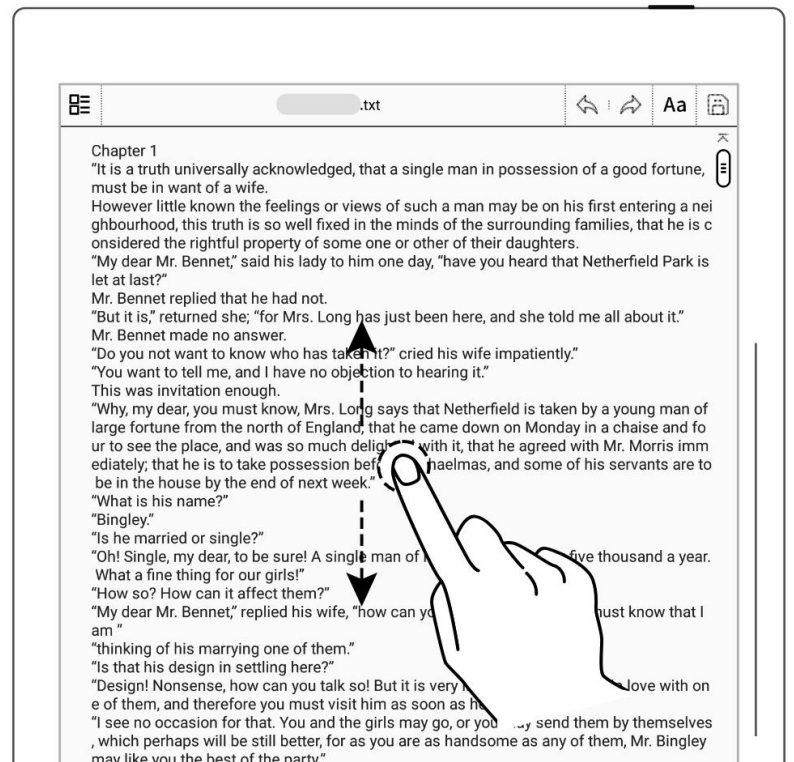 .txt
Aa
Chapter 1
“It is a truth universally acknowledged, that a single man in possession of a good fortune,
must be in want of a wife.
However little known the feelings or views of such a man may be on his first entering a nei
ghbourhood, this truth is so well fixed in the minds of the surrounding families, that he is c
onsidered the rightful property of some one or other of their daughters.
“My dear Mr. Bennet,” said his lady to him one day, “have you heard that Netherfield Park is
let at last?”
Mr. Bennet replied that he had not.
“But it is,” returned she; “for Mrs. Long has just been here, and she told me all about it.”
Mr. Bennet made no answer.
“Do you not want to know who has taken it?” cried his wife impatiently.”
“You want to tell me, and I have no objection to hearing it.”
This was invitation enough.
“Why, my dear, you must know, Mrs. Long says that Netherfield is taken by a young man of
large fortune from the north of England, that he came down on Monday in a chaise and fo
ur to see the place, and was so much with it, that he agreed with Mr. Morris imm
ediately; that he is to take possession and some of his servants are to
be in the house by the end of next week.”
“What is his name?”
“Bingley.”
“Is he married or single?”
“Oh! Single, my dear, to be sure! A single man of five thousand a year.
What a fine thing for our girls!”
“How so? How can it affect them?”
“My dear Mr. Bennet,” replied his wife, “how can must know that I
am “
“thinking of his marrying one of them.”
“Is that his design in settling here?”
“Design! Nonsense, how can you talk so! But it is very love with on
e of them, and therefore you must visit him as soon as
“I see no occasion for that. You and the girls may go, or you send them by themselves
, which perhaps will be still better, for as you are as handsome as any of them, Mr. Bingley
may like you the best of the party”